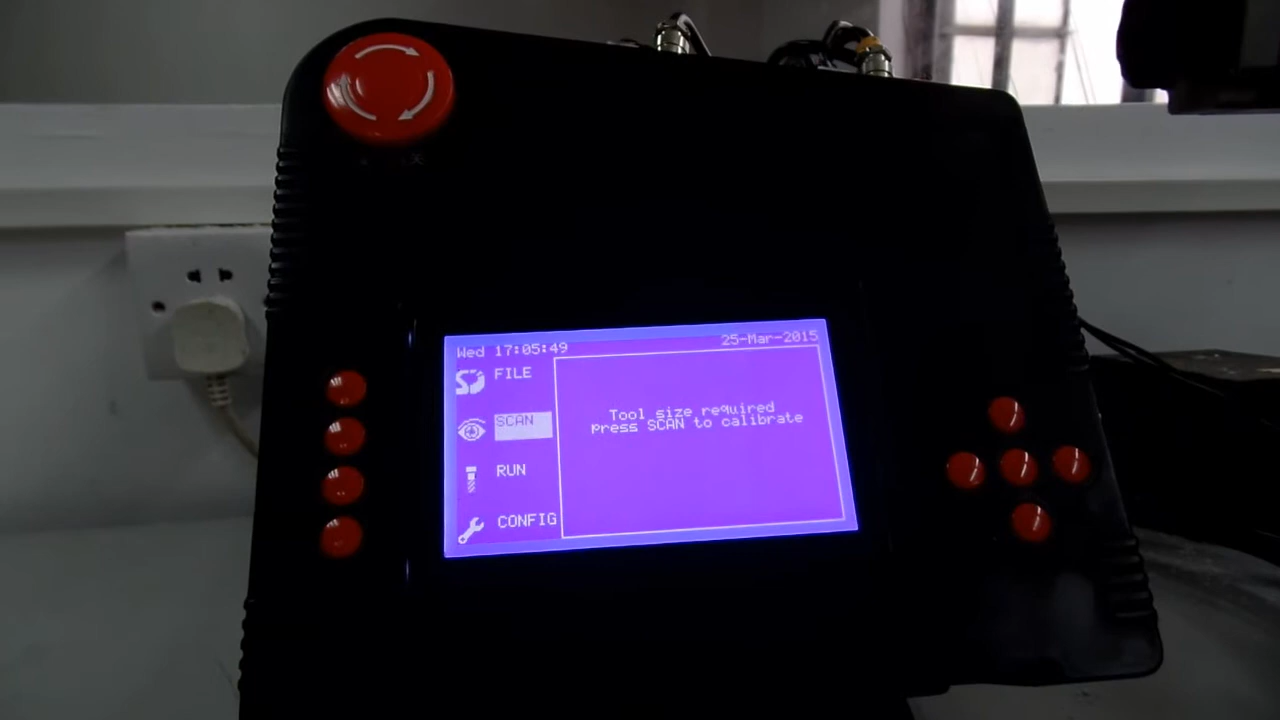 Wed 17:05:49
25-Mar-2015
FILE
SCAN
RUN
CONFIG
Tool size required
press SCAN to calibrate